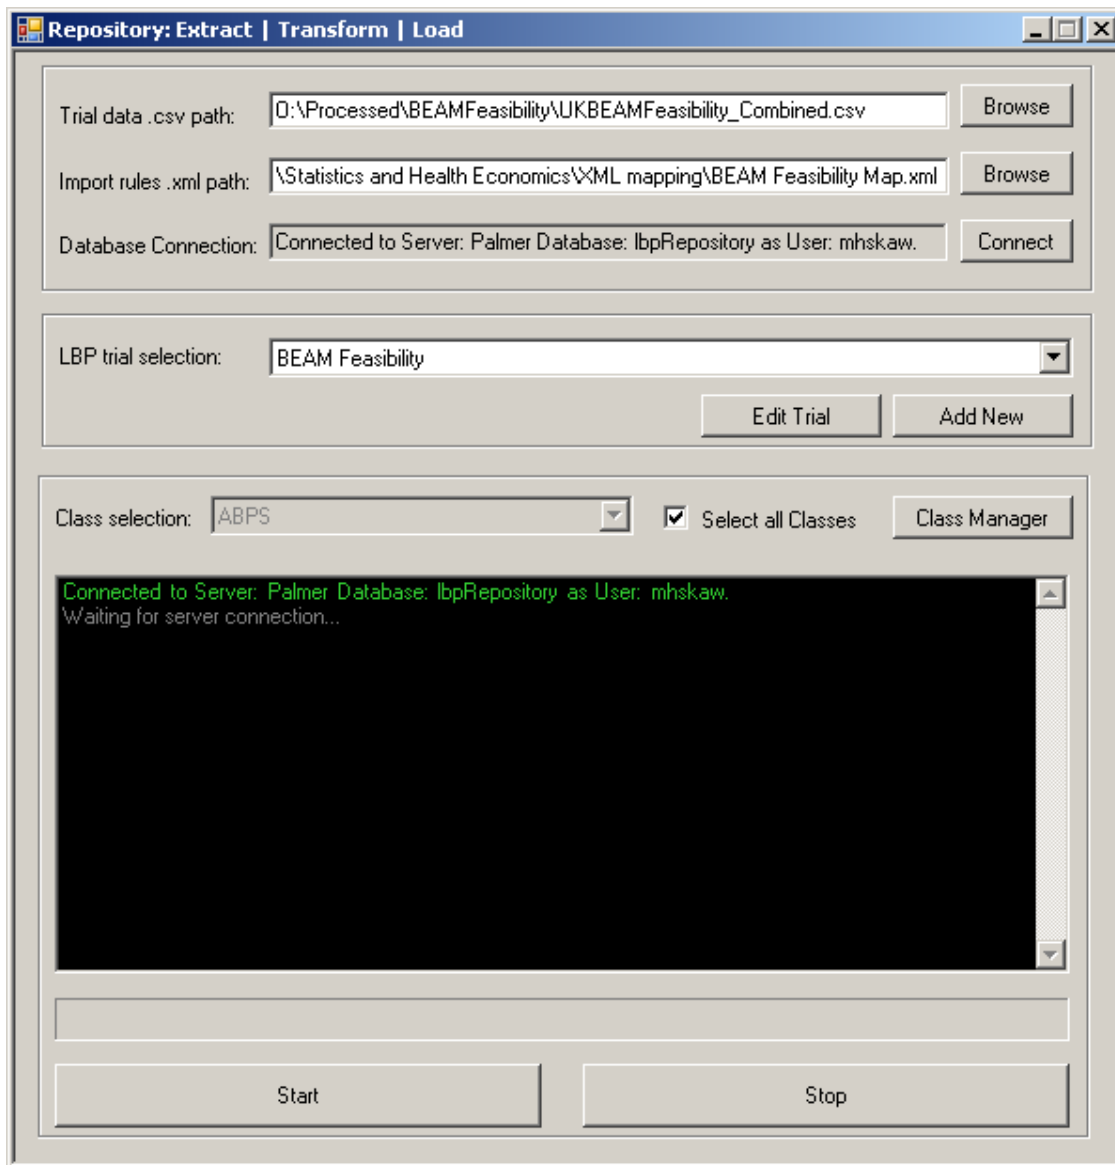 Repository: Extract | Transform | Load
Trial data .csv path: O:\Processed\BEAMFeasibility\UKBEAMFeasibility_Combined.csv Browse
Import rules .xml path: \Statistics and Health Economics\XML mapping\BEAM Feasibility Map.xml Browse
Database Connection: Connected to Server: Palmer Database: lbpRepository as User: mhskaw. Connect
LBP trial selection: BEAM Feasibility
Edit Trial Add New
Class selection: ABPS Select all Classes Class Manager
Connected to Server: Palmer Database: lbpRepository as User: mhskaw.
Waiting for server connection...
Start Stop